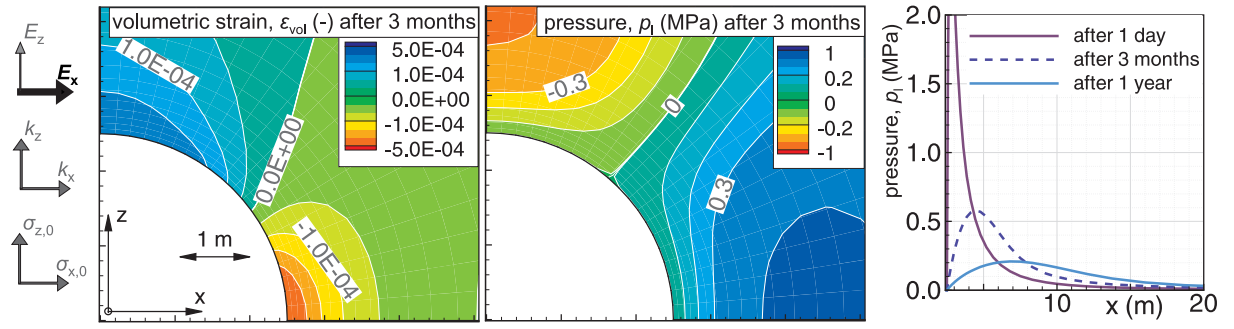 E_z
E_x
k_z
k_x
σ_z,0
σ_x,0
volumetric strain, ε_vol (-) after 3 months
1.0E-04
5.0E-04
1.0E-04
0.0E+00
-1.0E-04
-5.0E-04
0.0E+00
z
1 m
-1.0E-04
x
pressure, p_l (MPa) after 3 months
-0.3
0
1
0.2
0
-0.2
-1
0.3
pressure, p_l (MPa)
2.0
1.5
1.0
0.5
0.0
after 1 day
after 3 months
after 1 year
10
20
x (m)